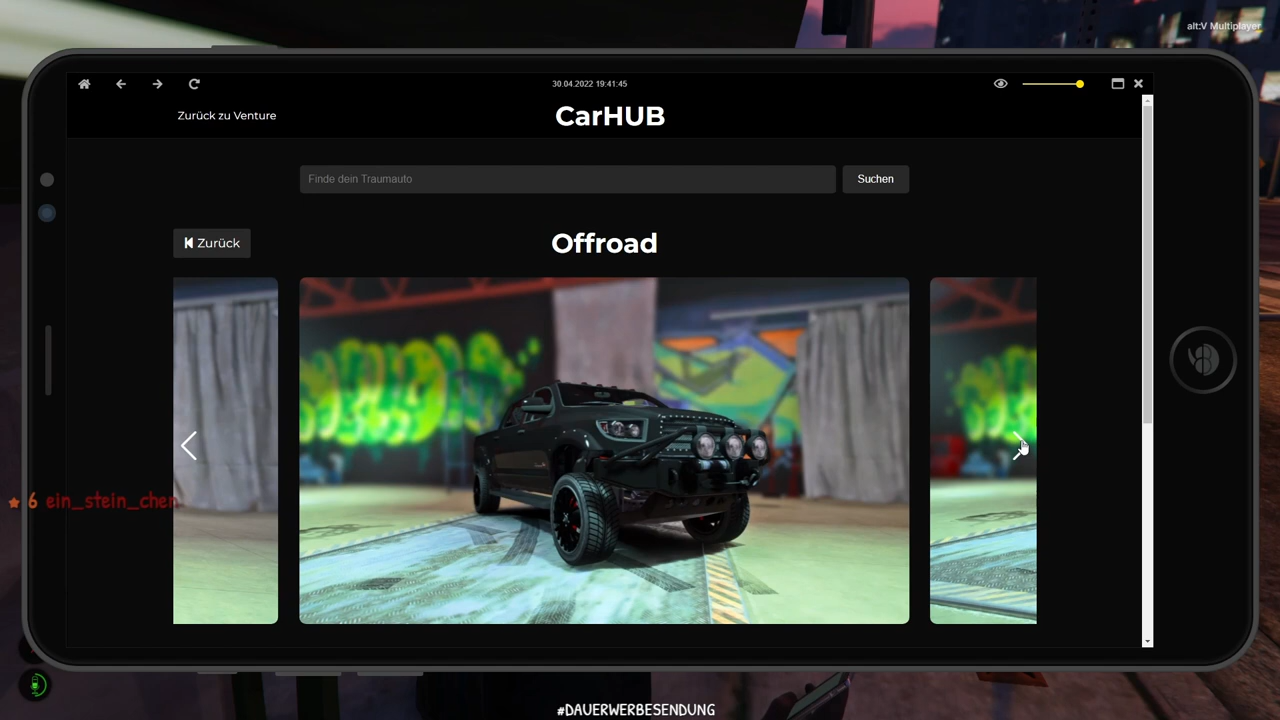 alt:V Multiplayer
30.04.2022 19:41:45
Zurück zu Venture
CarHUB
Finde dein Traumauto
Suchen
Zurück
Offroad
6 ein_stein_chen
#DAUERWERBESENDUNG